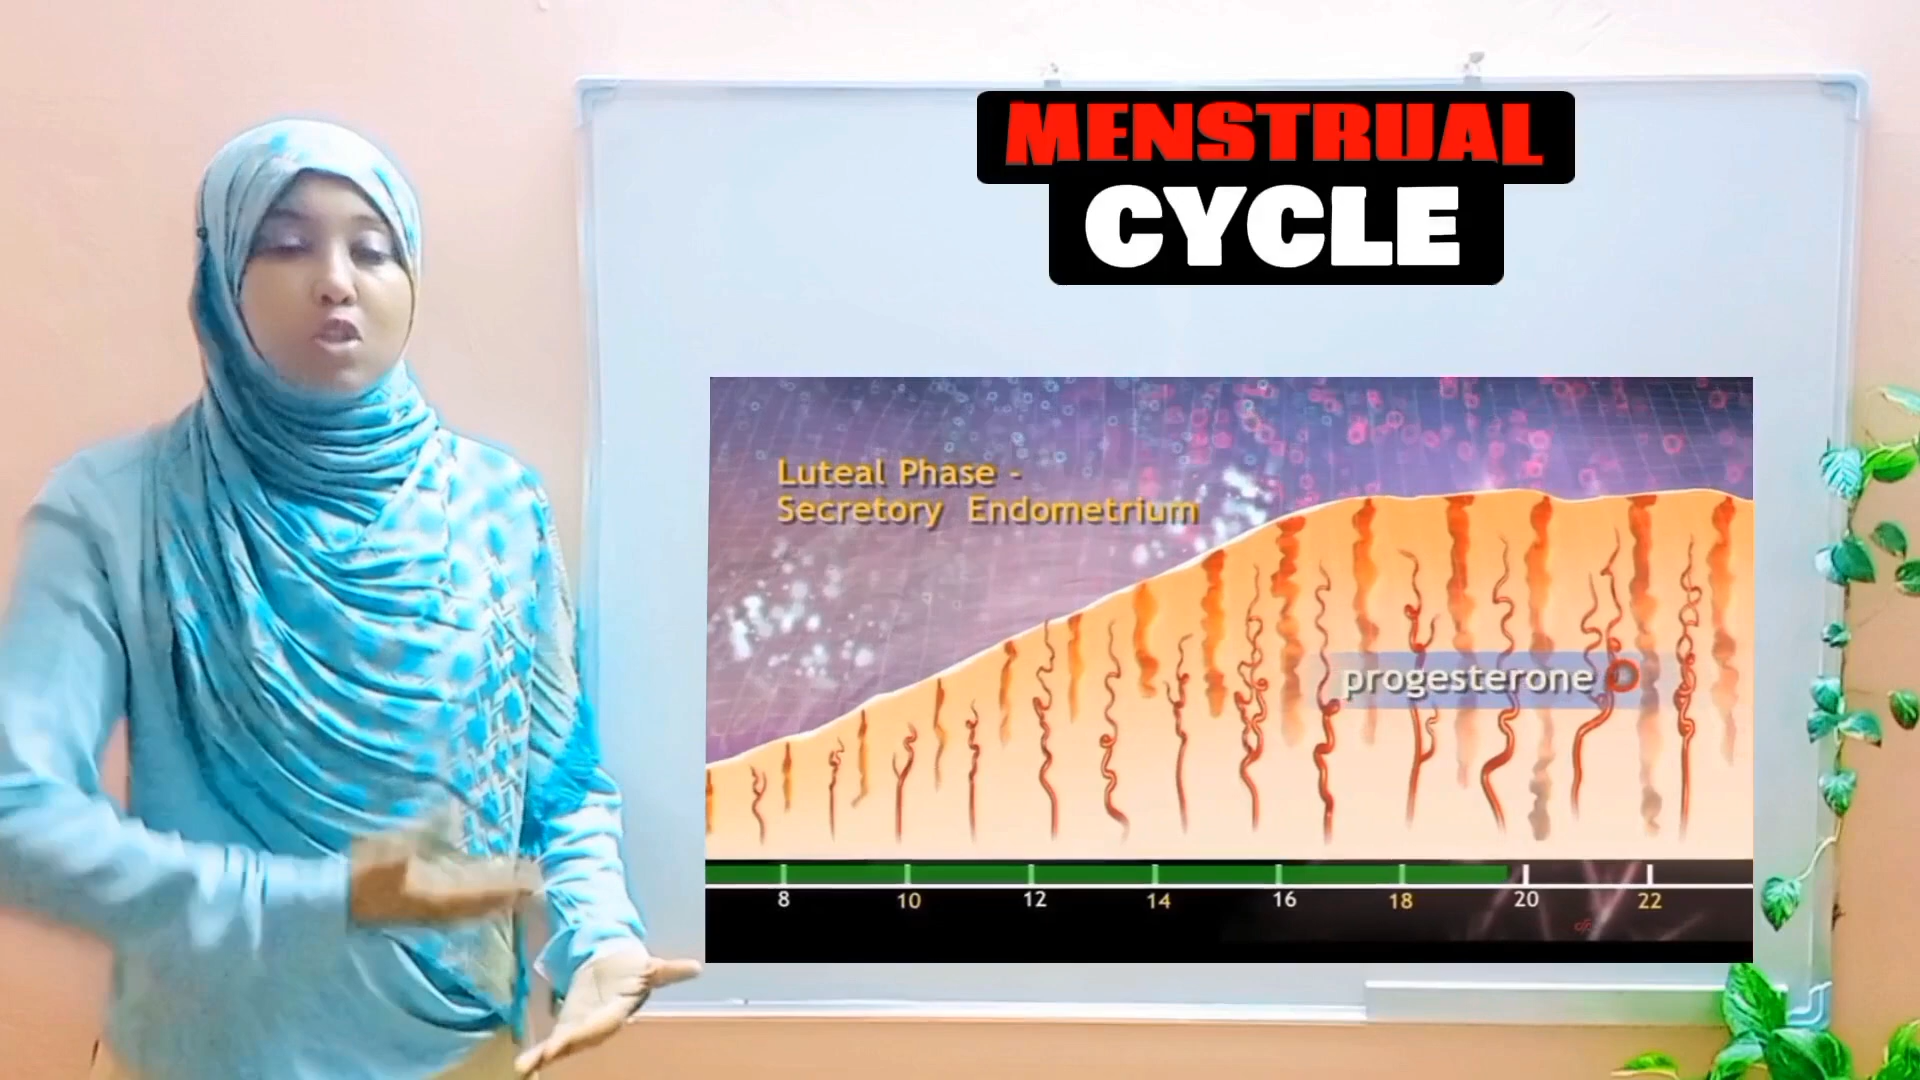 MENSTRUAL
CYCLE
Luteal Phase -
Secretory Endometrium
progesterone
8 10 12 14 16 18 20 22